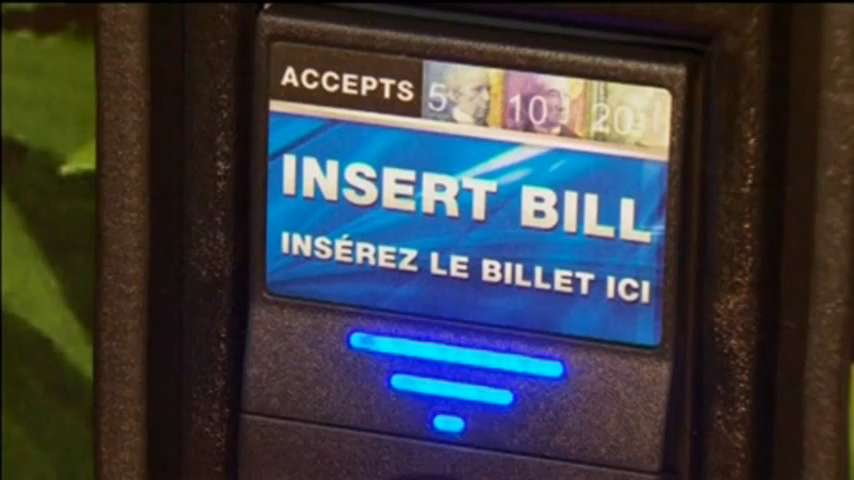 ACCEPTS 5 10 20
INSERT BILL
INSÉREZ LE BILLET ICI